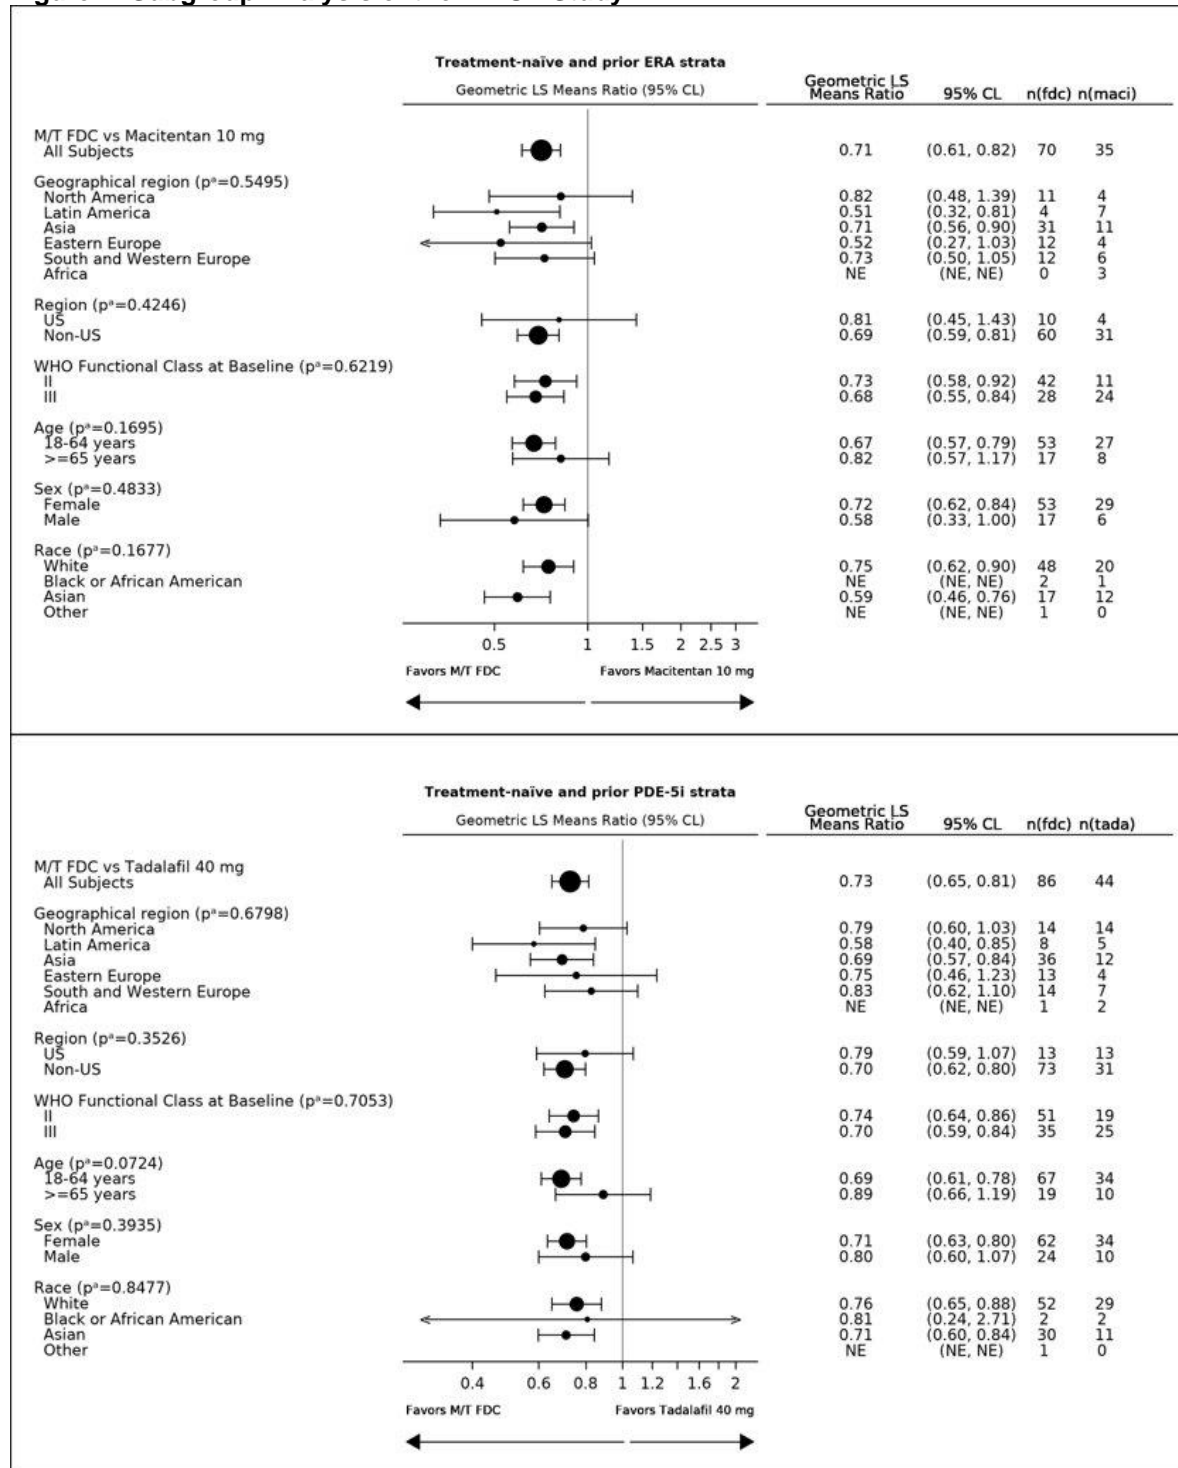 Treatment-naïve and prior ERA strata
Geometric LS Means Ratio (95% CL) Geometric LS Means Ratio 95% CL n(fdc) n(maci)
M/T FDC vs Macitentan 10 mg
All Subjects 0.71 (0.61, 0.82) 70 35
Geographical region (pᵃ=0.5495)
North America 0.82 (0.48, 1.39) 11 4
Latin America 0.51 (0.32, 0.81) 4 7
Asia 0.71 (0.56, 0.90) 31 11
Eastern Europe 0.52 (0.27, 1.03) 12 4
South and Western Europe 0.73 (0.50, 1.05) 12 6
Africa NE (NE, NE) 0 3
Region (pᵃ=0.4246)
US 0.81 (0.45, 1.43) 10 4
Non-US 0.69 (0.59, 0.81) 60 31
WHO Functional Class at Baseline (pᵃ=0.6219)
II 0.73 (0.58, 0.92) 42 11
III 0.68 (0.55, 0.84) 28 24
Age (pᵃ=0.1695)
18-64 years 0.67 (0.57, 0.79) 53 27
>=65 years 0.82 (0.57, 1.17) 17 8
Sex (pᵃ=0.4833)
Female 0.72 (0.62, 0.84) 53 29
Male 0.58 (0.33, 1.00) 17 6
Race (pᵃ=0.1677)
White 0.75 (0.62, 0.90) 48 20
Black or African American NE (NE, NE) 2 1
Asian 0.59 (0.46, 0.76) 17 12
Other NE (NE, NE) 1 0
0.5 1 1.5 2 2.5 3
Favors M/T FDC Favors Macitentan 10 mg
Treatment-naïve and prior PDE-5i strata
Geometric LS Means Ratio (95% CL) Geometric LS Means Ratio 95% CL n(fdc) n(tada)
M/T FDC vs Tadalafil 40 mg
All Subjects 0.73 (0.65, 0.81) 86 44
Geographical region (pᵃ=0.6798)
North America 0.79 (0.60, 1.03) 14 14
Latin America 0.58 (0.40, 0.85) 8 5
Asia 0.69 (0.57, 0.84) 36 12
Eastern Europe 0.75 (0.46, 1.23) 13 4
South and Western Europe 0.83 (0.62, 1.10) 14 7
Africa NE (NE, NE) 1 2
Region (pᵃ=0.3526)
US 0.79 (0.59, 1.07) 13 13
Non-US 0.70 (0.62, 0.80) 73 31
WHO Functional Class at Baseline (pᵃ=0.7053)
II 0.74 (0.64, 0.86) 51 19
III 0.70 (0.59, 0.84) 35 25
Age (pᵃ=0.0724)
18-64 years 0.69 (0.61, 0.78) 67 34
>=65 years 0.89 (0.66, 1.19) 19 10
Sex (pᵃ=0.3935)
Female 0.71 (0.63, 0.80) 62 34
Male 0.80 (0.60, 1.07) 24 10
Race (pᵃ=0.8477)
White 0.76 (0.65, 0.88) 52 29
Black or African American 0.81 (0.24, 2.71) 2 2
Asian 0.71 (0.60, 0.84) 30 11
Other NE (NE, NE) 1 0
0.4 0.6 0.8 1 1.2 1.6 2
Favors M/T FDC Favors Tadalafil 40 mg